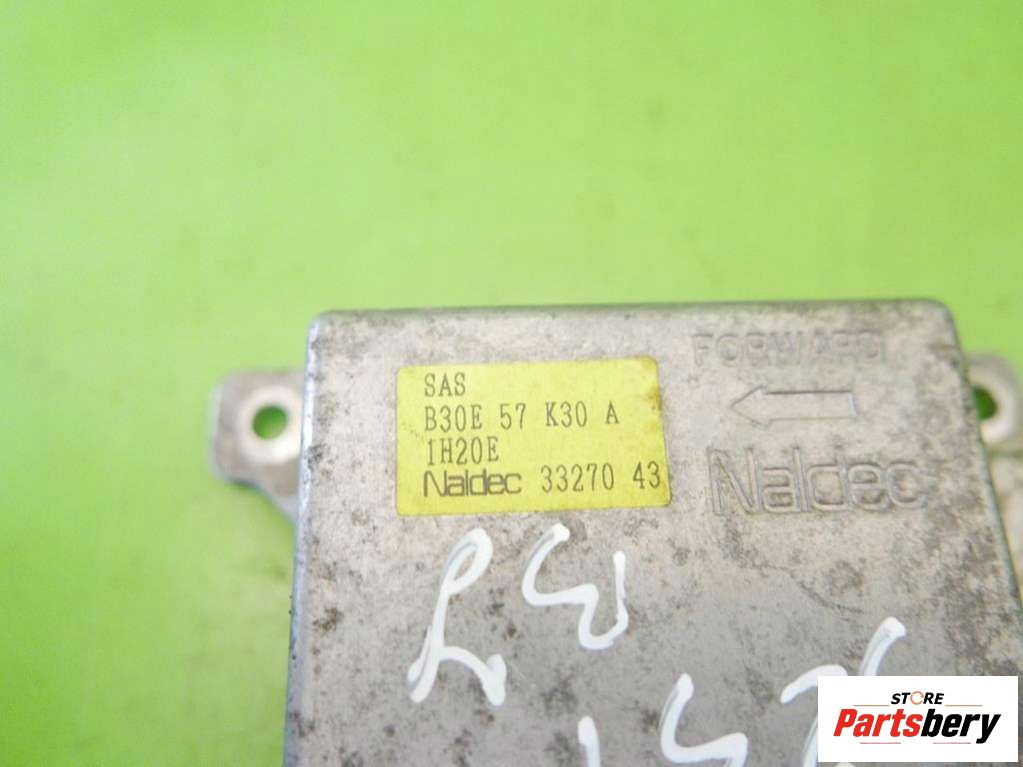 FORWARD
SAS
B30E 57 K30 A
1H20E
Naldec 33270 43
Naldec
STORE
Partsbery